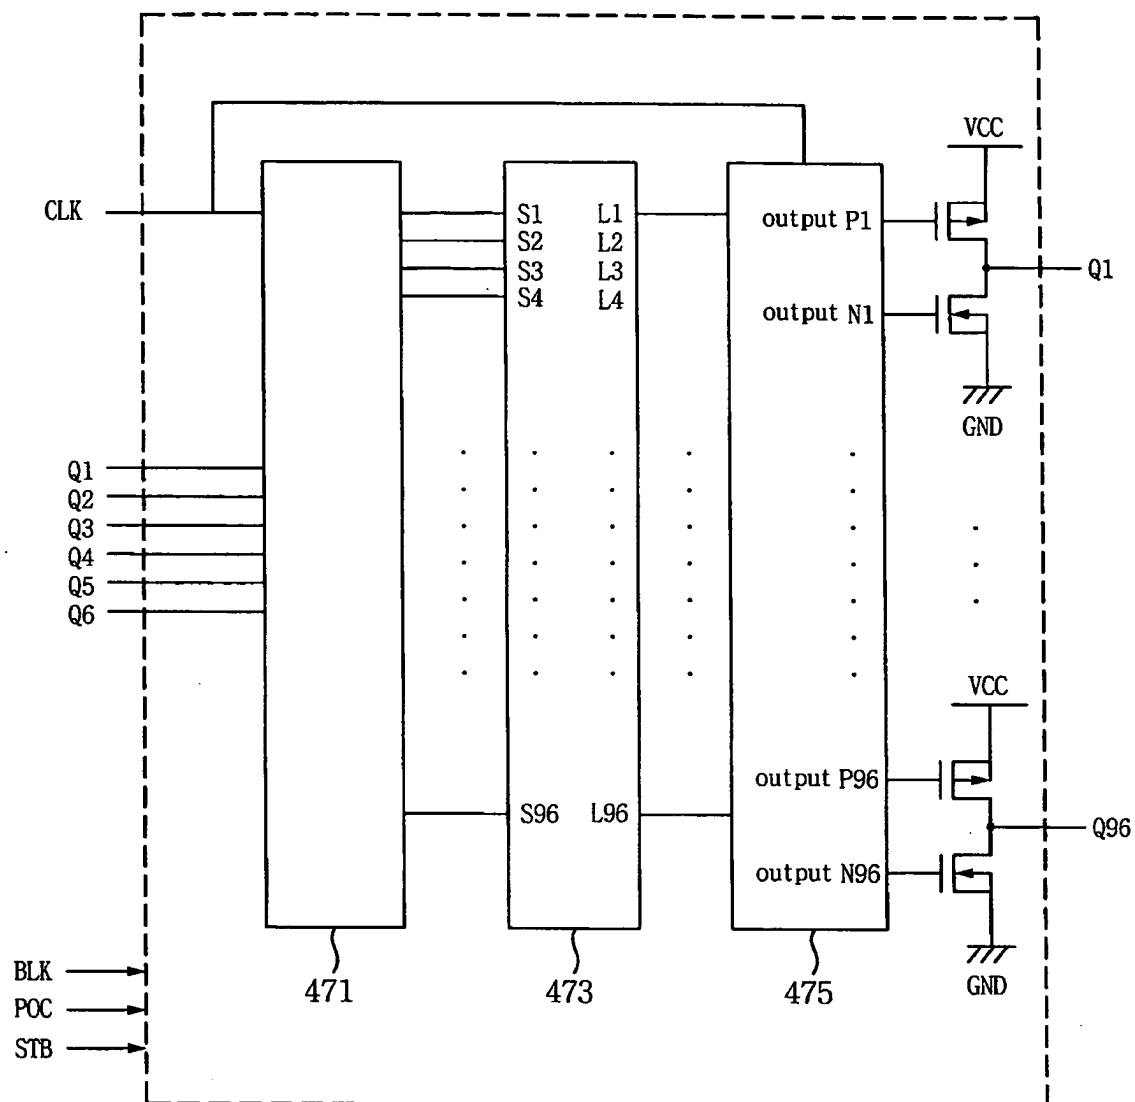 VCC
CLK
S1 L1
output P1
S2 L2
Q1
S3 L3
S4 L4
output N1
GND
Q1
Q2
Q3
Q4
Q5
Q6
VCC
output P96
S96 L96
Q96
output N96
BLK
GND
471
473
475
POC
STB